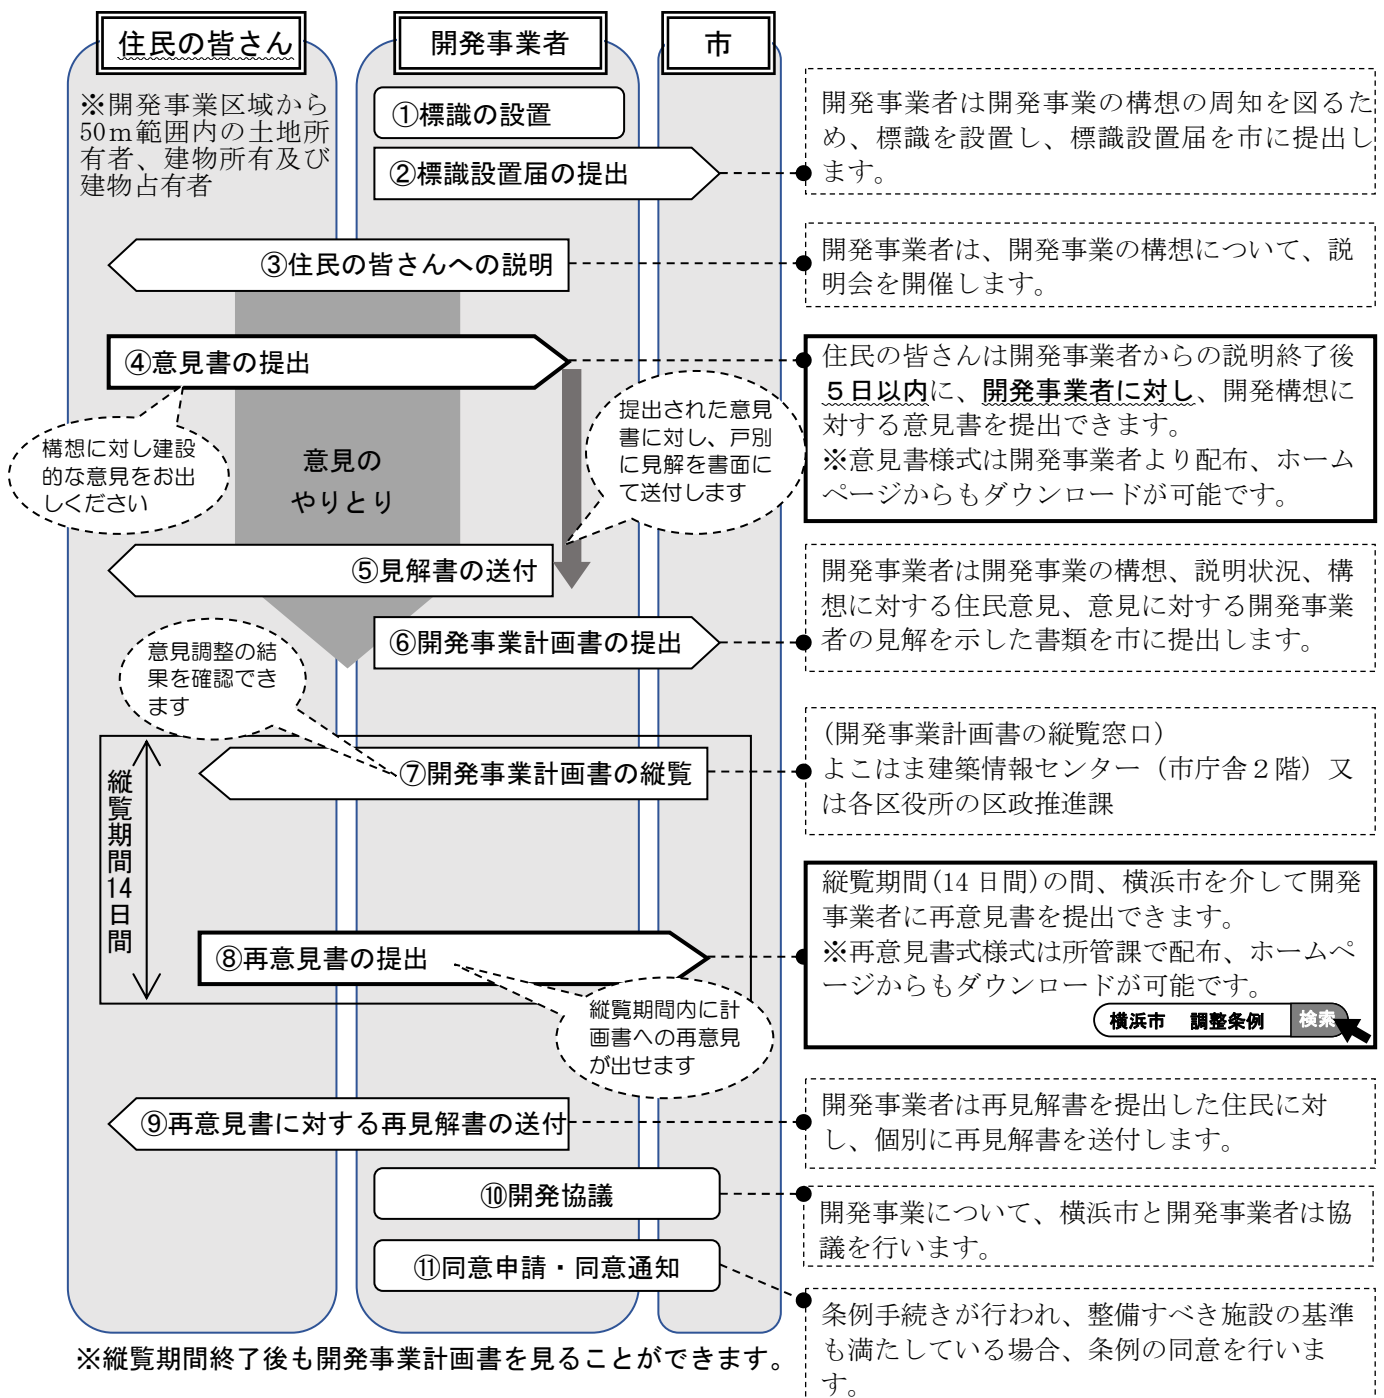 住民の皆さん
開発事業者
市
※開発事業区域から
50ｍ範囲内の土地所
有者、建物所有及び
建物占有者
①標識の設置
②標識設置届の提出
開発事業者は開発事業の構想の周知を図るた
め、標識を設置し、標識設置届を市に提出し
ます。
③住民の皆さんへの説明
開発事業者は、開発事業の構想について、説
明会を開催します。
④意見書の提出
住民の皆さんは開発事業者からの説明終了後
５日以内に、開発事業者に対し、開発構想に
対する意見書を提出できます。
※意見書様式は開発事業者より配布、ホーム
ページからもダウンロードが可能です。
構想に対し建設
的な意見をお出
しください
意見の
やりとり
提出された意見
書に対し、戸別
に見解を書面に
て送付します
⑤見解書の送付
開発事業者は開発事業の構想、説明状況、構
想に対する住民意見、意見に対する開発事業
者の見解を示した書類を市に提出します。
⑥開発事業計画書の提出
意見調整の結
果を確認でき
ます
⑦開発事業計画書の縦覧
(開発事業計画書の縦覧窓口)
よこはま建築情報センター（市庁舎２階）又
は各区役所の区政推進課
縦覧期間14日間
⑧再意見書の提出
縦覧期間(14 日間)の間、横浜市を介して開発
事業者に再意見書を提出できます。
※再意見書式様式は所管課で配布、ホームペ
ージからもダウンロードが可能です。
横浜市　調整条例　検索
縦覧期間内に計
画書への再意見
が出せます
⑨再意見書に対する再見解書の送付
開発事業者は再見解書を提出した住民に対
し、個別に再見解書を送付します。
⑩開発協議
開発事業について、横浜市と開発事業者は協
議を行います。
⑪同意申請・同意通知
条例手続きが行われ、整備すべき施設の基準
も満たしている場合、条例の同意を行いま
す。
※縦覧期間終了後も開発事業計画書を見ることができます。